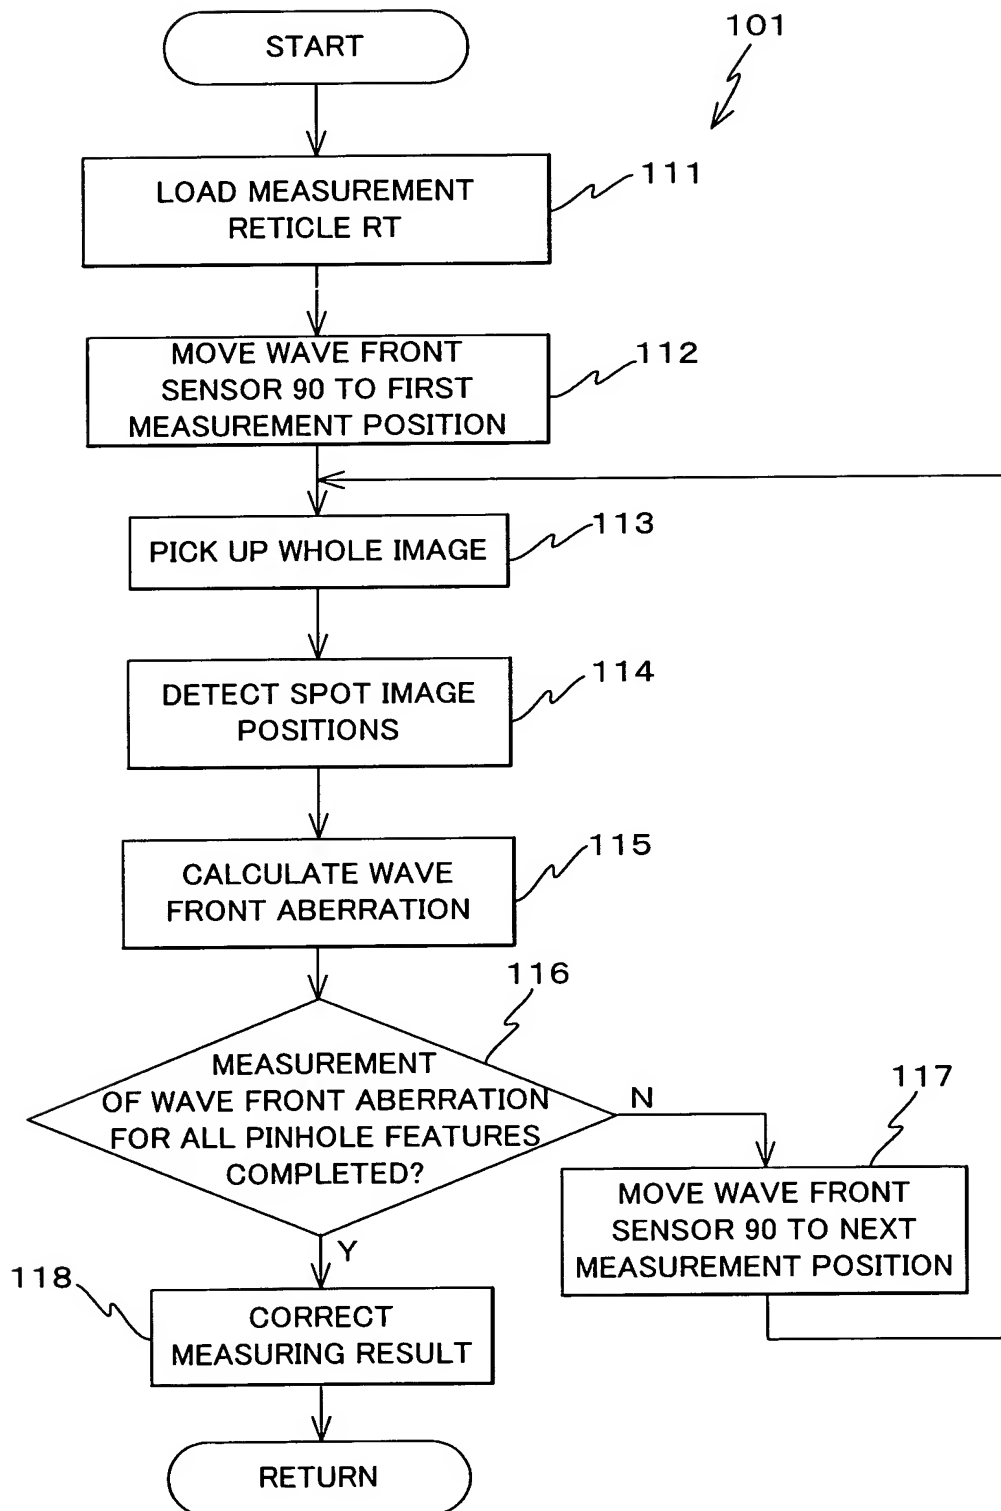 START
101
LOAD MEASUREMENT
RETICLE RT
111
MOVE WAVE FRONT
SENSOR 90 TO FIRST
MEASUREMENT POSITION
112
PICK UP WHOLE IMAGE
113
DETECT SPOT IMAGE
POSITIONS
114
CALCULATE WAVE
FRONT ABERRATION
115
MEASUREMENT
OF WAVE FRONT ABERRATION
FOR ALL PINHOLE FEATURES
COMPLETED?
116
N
117
MOVE WAVE FRONT
SENSOR 90 TO NEXT
MEASUREMENT POSITION
Y
118
CORRECT
MEASURING RESULT
RETURN